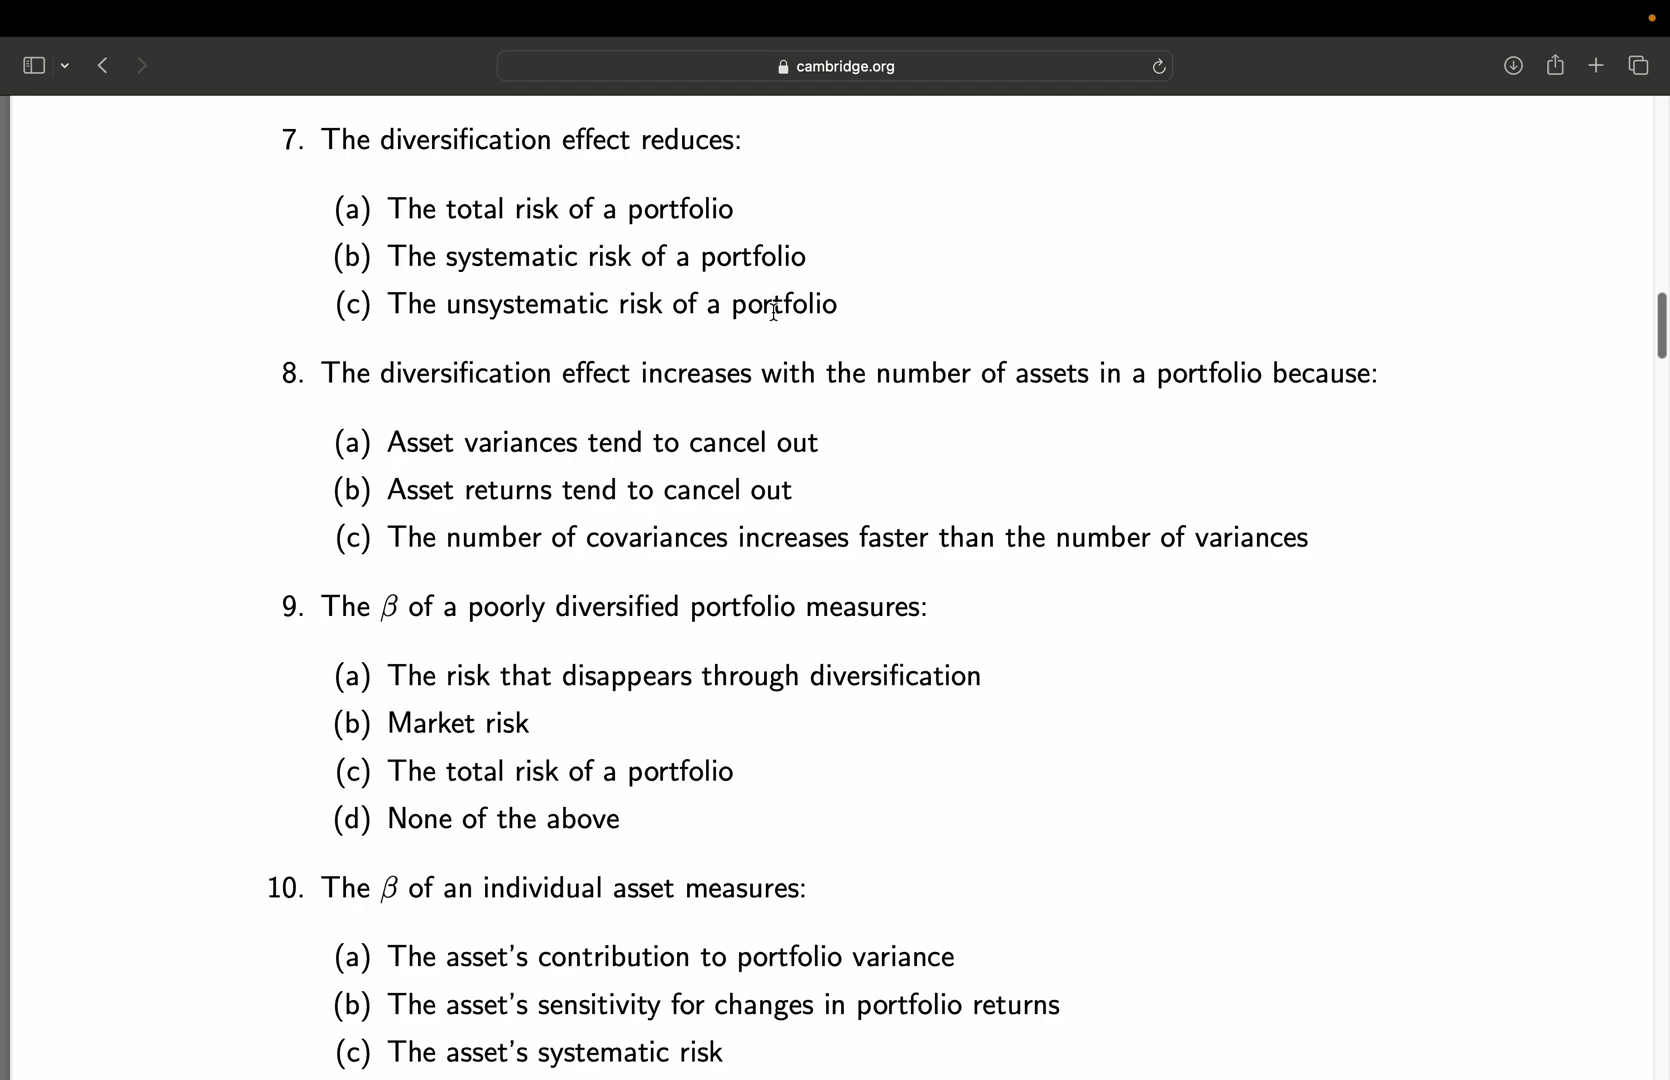 cambridge.org
7. The diversification effect reduces:
(a) The total risk of a portfolio
(b) The systematic risk of a portfolio
(c) The unsystematic risk of a portfolio
8. The diversification effect increases with the number of assets in a portfolio because:
(a) Asset variances tend to cancel out
(b) Asset returns tend to cancel out
(c) The number of covariances increases faster than the number of variances
9. The β of a poorly diversified portfolio measures:
(a) The risk that disappears through diversification
(b) Market risk
(c) The total risk of a portfolio
(d) None of the above
10. The β of an individual asset measures:
(a) The asset's contribution to portfolio variance
(b) The asset's sensitivity for changes in portfolio returns
(c) The asset's systematic risk